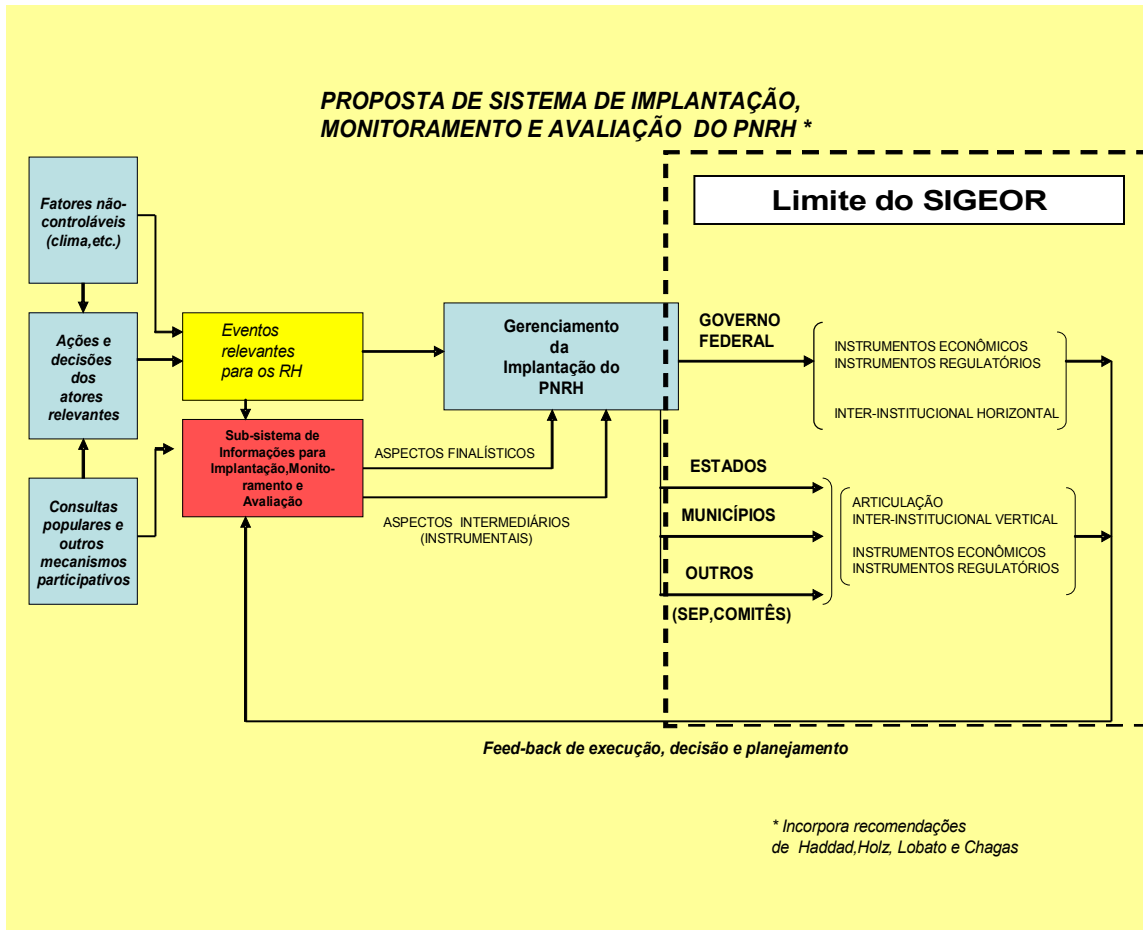 PROPOSTA DE SISTEMA DE IMPLANTAÇÃO,
MONITORAMENTO E AVALIAÇÃO DO PNRH *
Limite do SIGEOR
Fatores não-
controláveis
(clima,etc.)
Ações e
decisões
dos
atores
relevantes
Consultas
populares e
outros
mecanismos
participativos
Eventos
relevantes
para os RH
Sub-sistema de
Informações para
Implantação,Monito-
ramento e
Avaliação
ASPECTOS FINALÍSTICOS
ASPECTOS INTERMEDIÁRIOS
(INSTRUMENTAIS)
Gerenciamento
da
Implantação do
PNRH
GOVERNO
FEDERAL
INSTRUMENTOS ECONÔMICOS
INSTRUMENTOS REGULATÓRIOS
INTER-INSTITUCIONAL HORIZONTAL
ESTADOS
MUNICÍPIOS
OUTROS
(SEP,COMITÊS)
ARTICULAÇÃO
INTER-INSTITUCIONAL VERTICAL
INSTRUMENTOS ECONÔMICOS
INSTRUMENTOS REGULATÓRIOS
Feed-back de execução, decisão e planejamento
* Incorpora recomendações
de Haddad,Holz, Lobato e Chagas